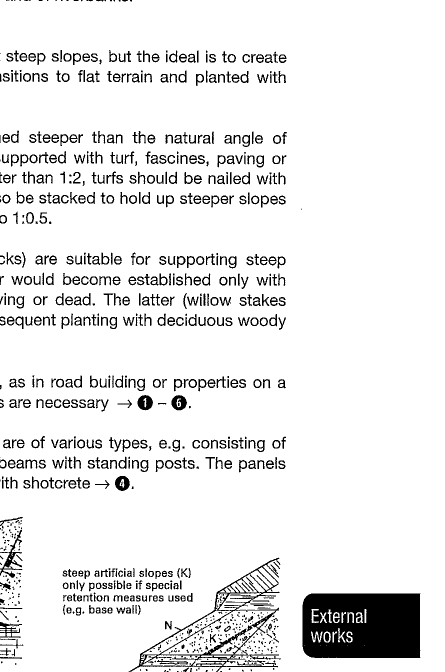 steep slopes, but the ideal is to create
sitions to flat terrain and planted with
ned steeper than the natural angle of
upported with turf, fascines, paving or
ter than 1:2, turfs should be nailed with
so be stacked to hold up steeper slopes
o 1:0.5.
cks) are suitable for supporting steep
r would become established only with
ving or dead. The latter (willow stakes
sequent planting with deciduous woody
, as in road building or properties on a
s are necessary → 1 – 6.
are of various types, e.g. consisting of
beams with standing posts. The panels
ith shotcrete → 4.
steep artificial slopes (K)
only possible if special
retention measures used
(e.g. base wall)
N
K
External
works